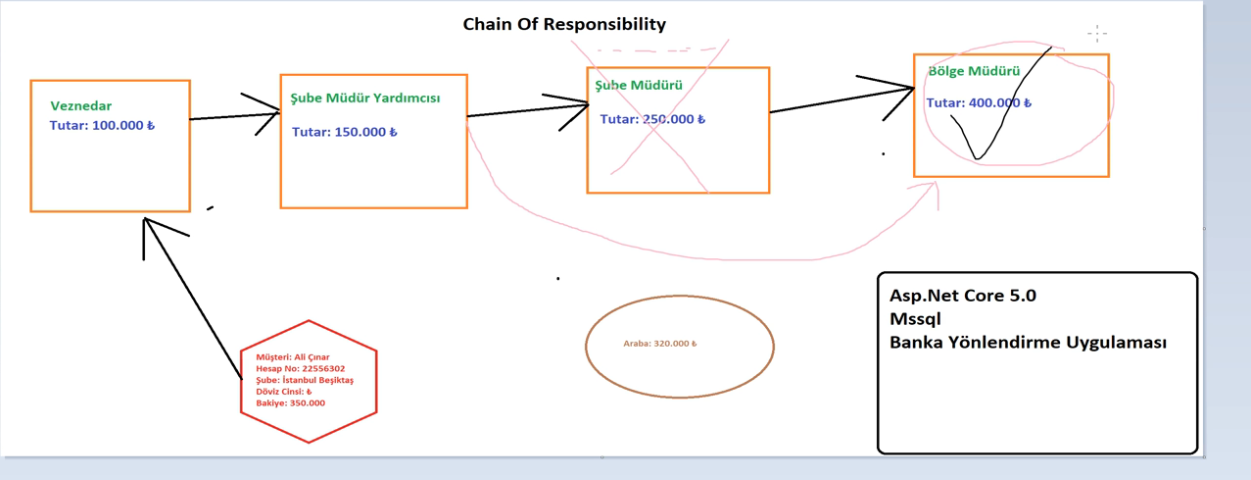 Chain Of Responsibility
Veznedar
Tutar: 100.000 ₺
Şube Müdür Yardımcısı
Tutar: 150.000 ₺
Şube Müdürü
Tutar: 250.000 ₺
Bölge Müdürü
Tutar: 400.000 ₺
Müşteri: Ali Çınar
Hesap No: 22556302
Şube: İstanbul Beşiktaş
Döviz Cinsi: ₺
Bakiye: 350.000
Araba: 320.000 ₺
Asp.Net Core 5.0
Mssql
Banka Yönlendirme Uygulaması